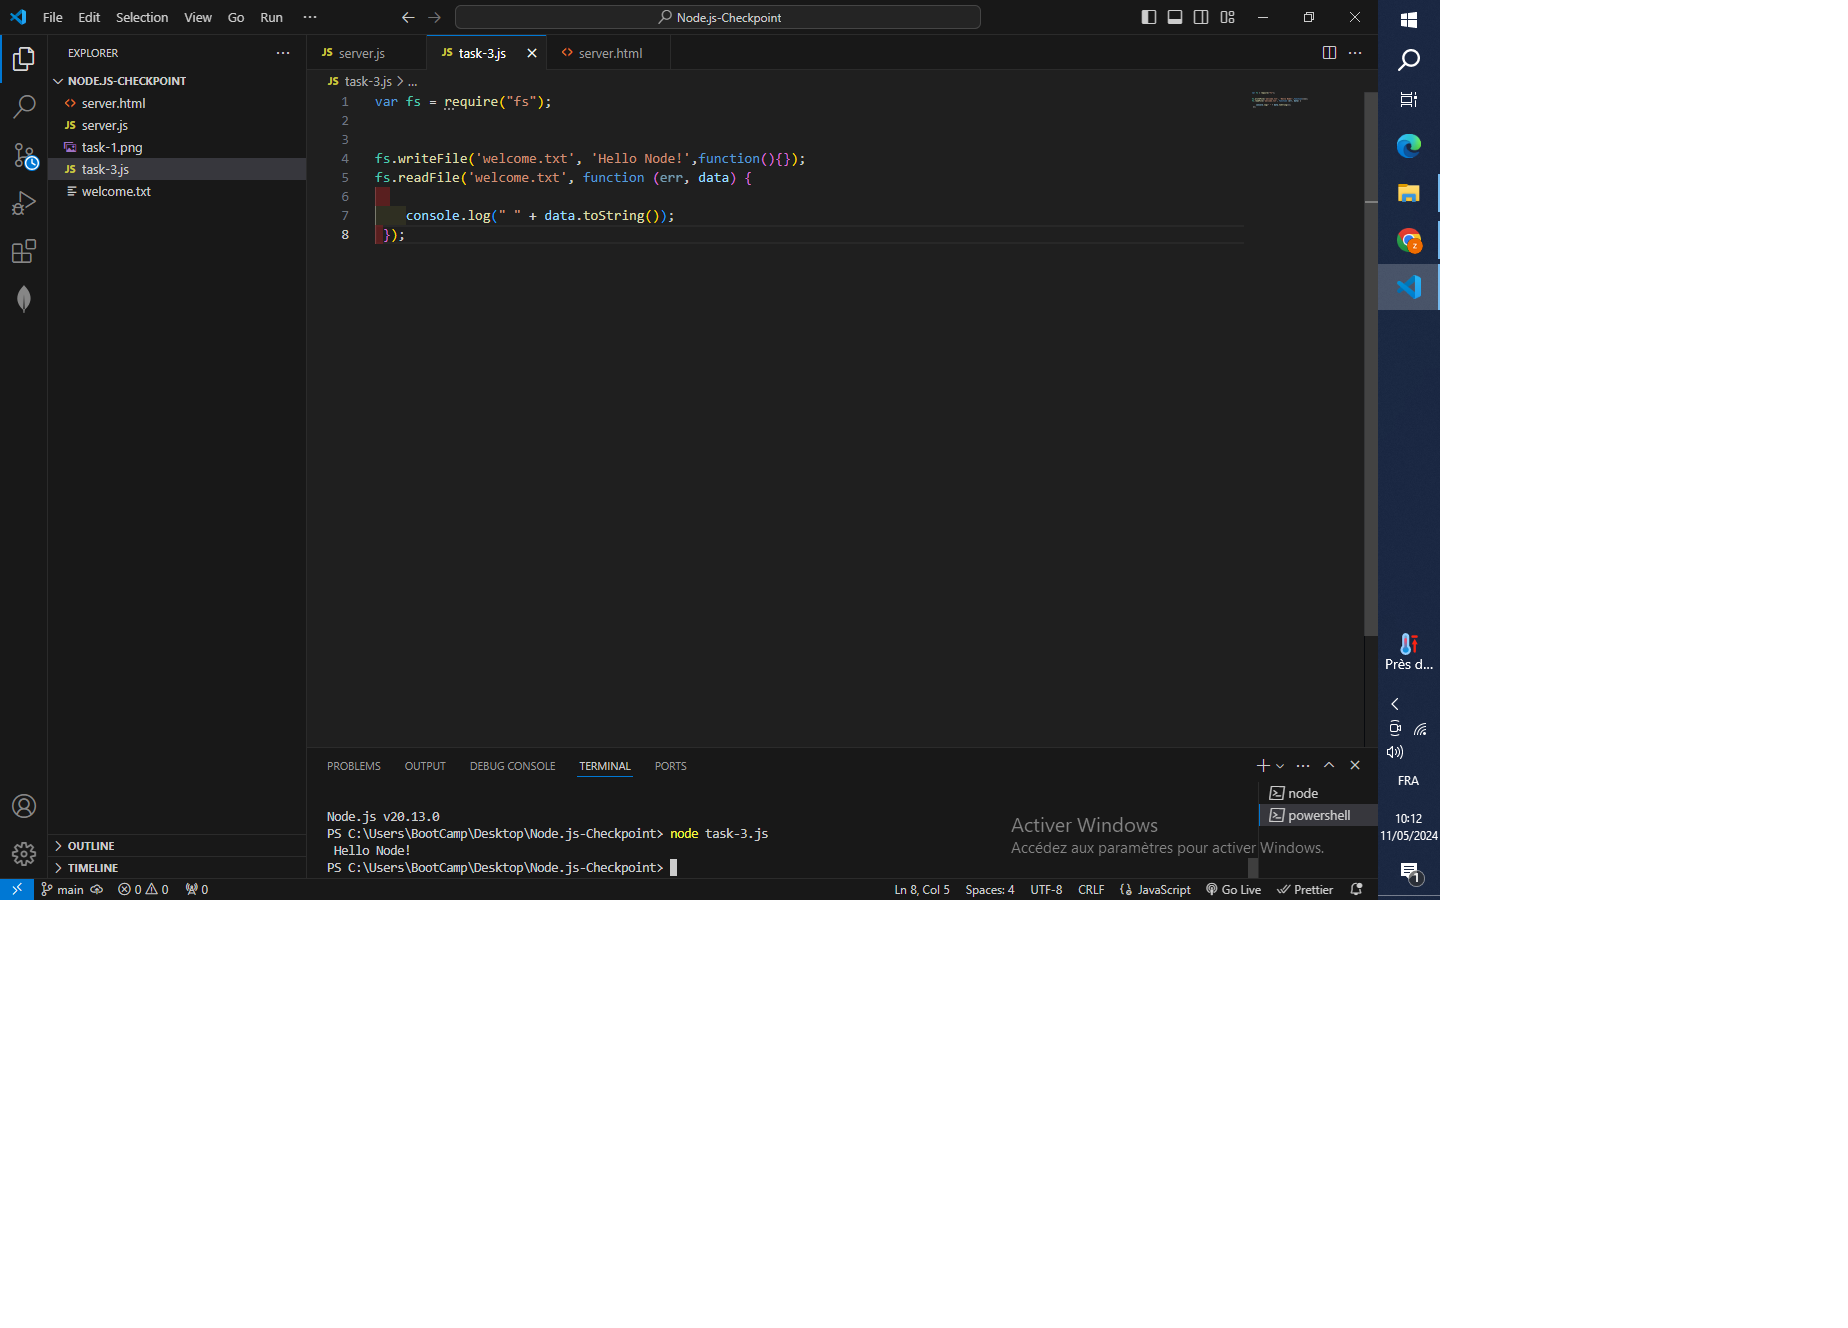 File Edit Selection View Go Run ···
Node.js-Checkpoint
EXPLORER
NODE.JS-CHECKPOINT
server.html
JS server.js
task-1.png
JS task-3.js
welcome.txt
OUTLINE
TIMELINE
JS server.js
JS task-3.js
server.html
JS task-3.js > ...
1 var fs = require("fs");
2
3
4 fs.writeFile('welcome.txt', 'Hello Node!',function(){});
5 fs.readFile('welcome.txt', function (err, data) {
6
7 console.log(" " + data.toString());
8 });
PROBLEMS OUTPUT DEBUG CONSOLE TERMINAL PORTS
Node.js v20.13.0
PS C:\Users\BootCamp\Desktop\Node.js-Checkpoint> node task-3.js
Hello Node!
PS C:\Users\BootCamp\Desktop\Node.js-Checkpoint>
node
powershell
Activer Windows
Accédez aux paramètres pour activer Windows.
main 0 0 0
Ln 8, Col 5 Spaces: 4 UTF-8 CRLF JavaScript Go Live Prettier
Près d...
FRA
10:12
11/05/2024
1